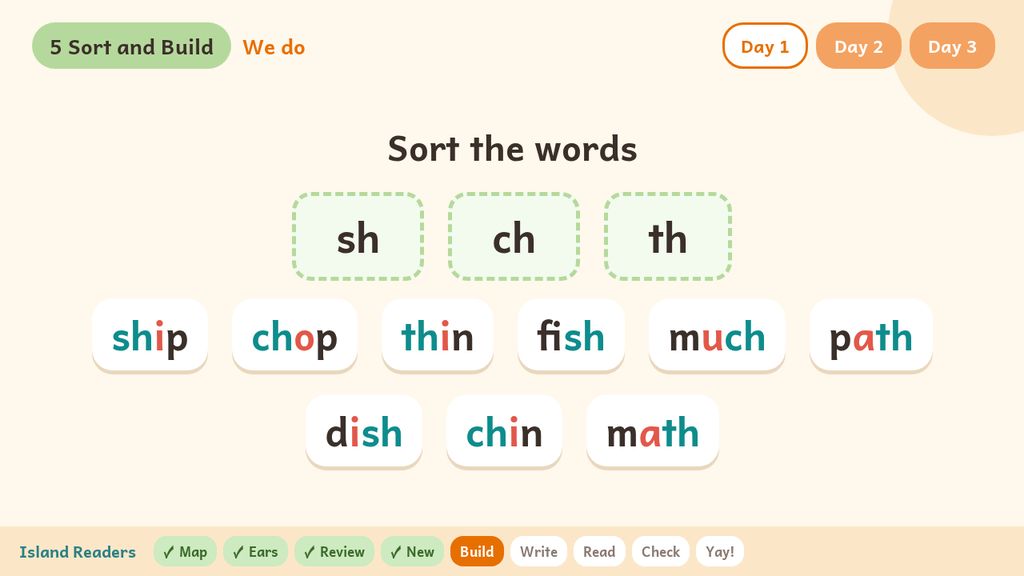 5 Sort and Build We do Day 1 Day 2 Day 3
Sort the words
sh ch th
ship chop thin fish much path
dish chin math
Island Readers ✓ Map ✓ Ears ✓ Review ✓ New Build Write Read Check Yay!